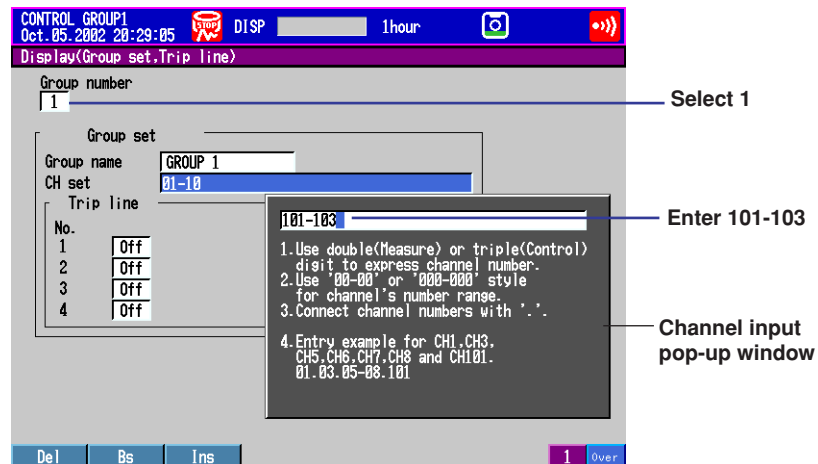 CONTROL GROUP1
Oct.05.2002 20:29:05
STOP
DISP
1hour
Display(Group set,Trip line)
Group number
1
Select 1
Group set
Group name GROUP 1
CH set 01-10
Trip line
No.
1 Off
2 Off
3 Off
4 Off
101-103
Enter 101-103
1.Use double(Measure) or triple(Control)
digit to express channel number.
2.Use '00-00' or '000-000' style
for channel's number range.
3.Connect channel numbers with '.'.
4.Entry example for CH1,CH3,
CH5,CH6,CH7,CH8 and CH101.
01.03.05-08.101
Channel input
pop-up window
Del Bs Ins 1 Over